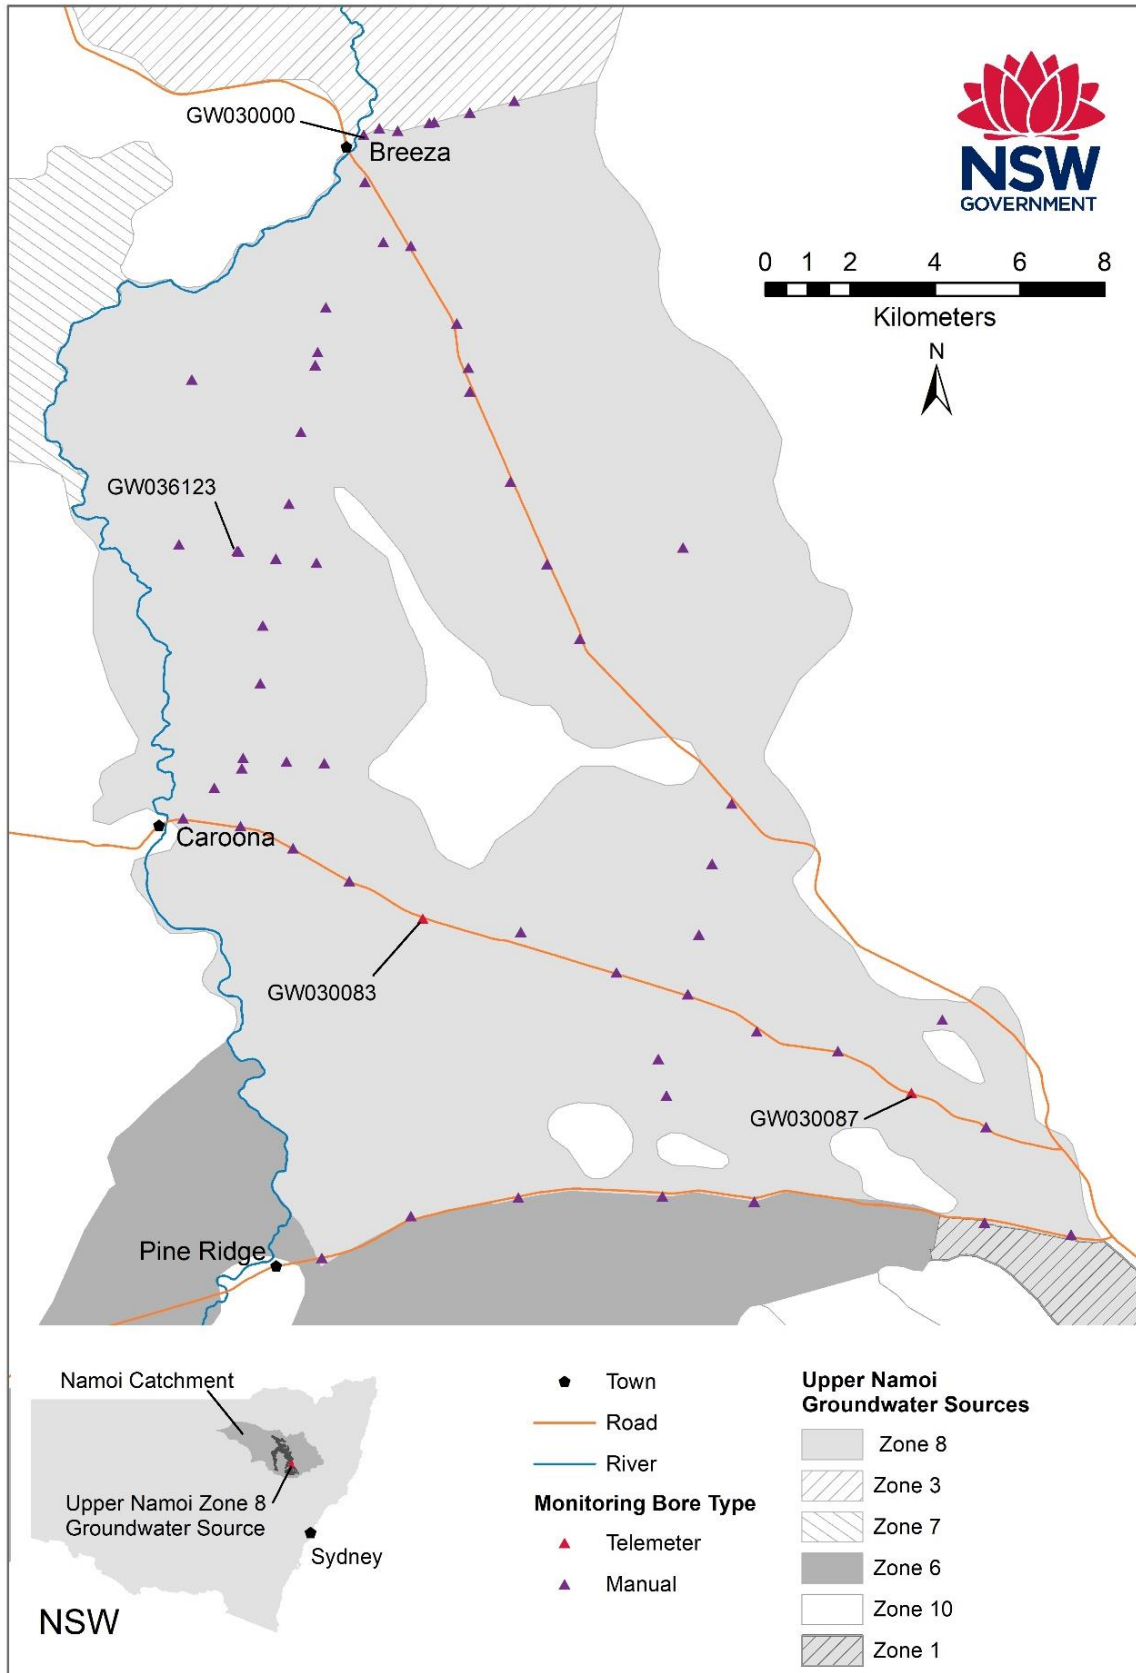 GW030000
Breeza
NSW
GOVERNMENT
0 1 2 4 6 8
Kilometers
N
GW036123
Caroona
GW030083
GW030087
Pine Ridge
Namoi Catchment
Upper Namoi Zone 8
Groundwater Source
Sydney
NSW
Town
Road
River
Monitoring Bore Type
Telemeter
Manual
Upper Namoi
Groundwater Sources
Zone 8
Zone 3
Zone 7
Zone 6
Zone 10
Zone 1